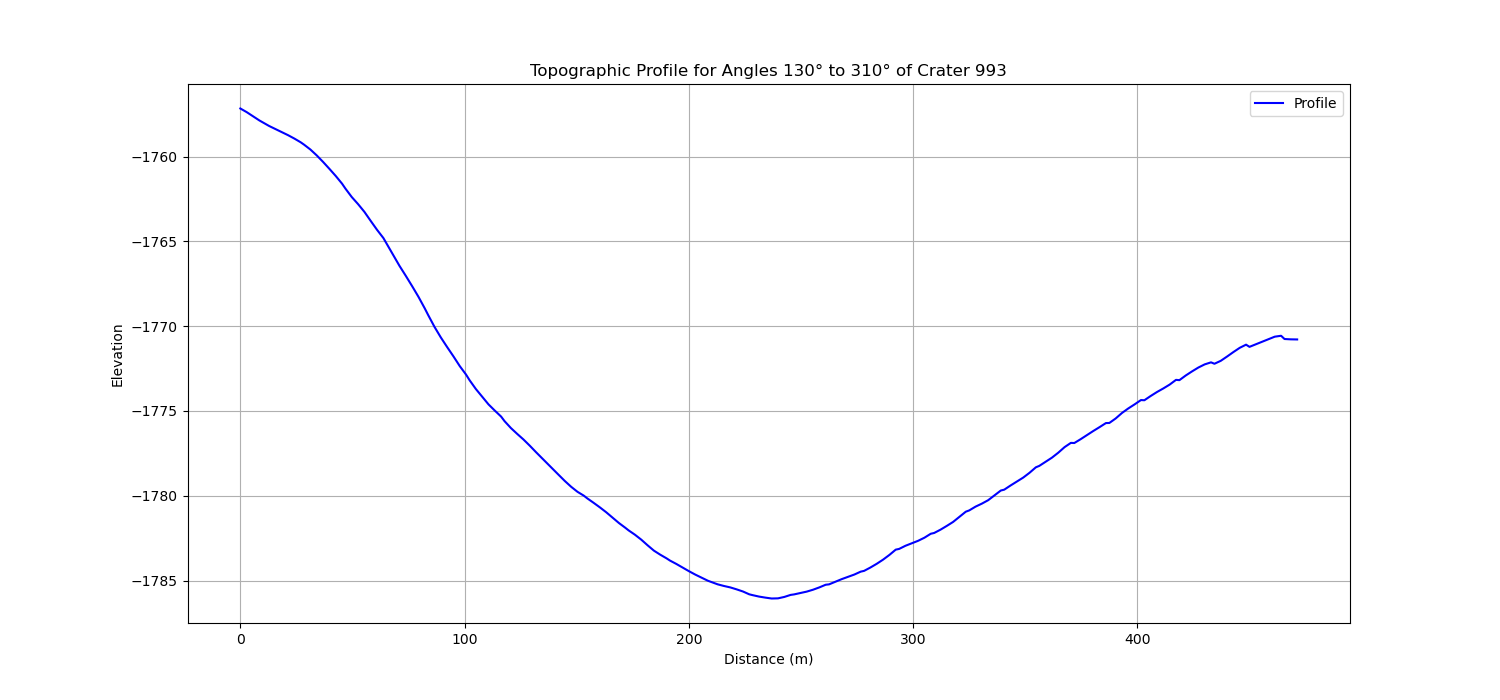 Topographic Profile for Angles 130° to 310° of Crater 993
Profile
−1760
−1765
−1770
−1775
−1780
−1785
Elevation
0
100
200
300
400
Distance (m)